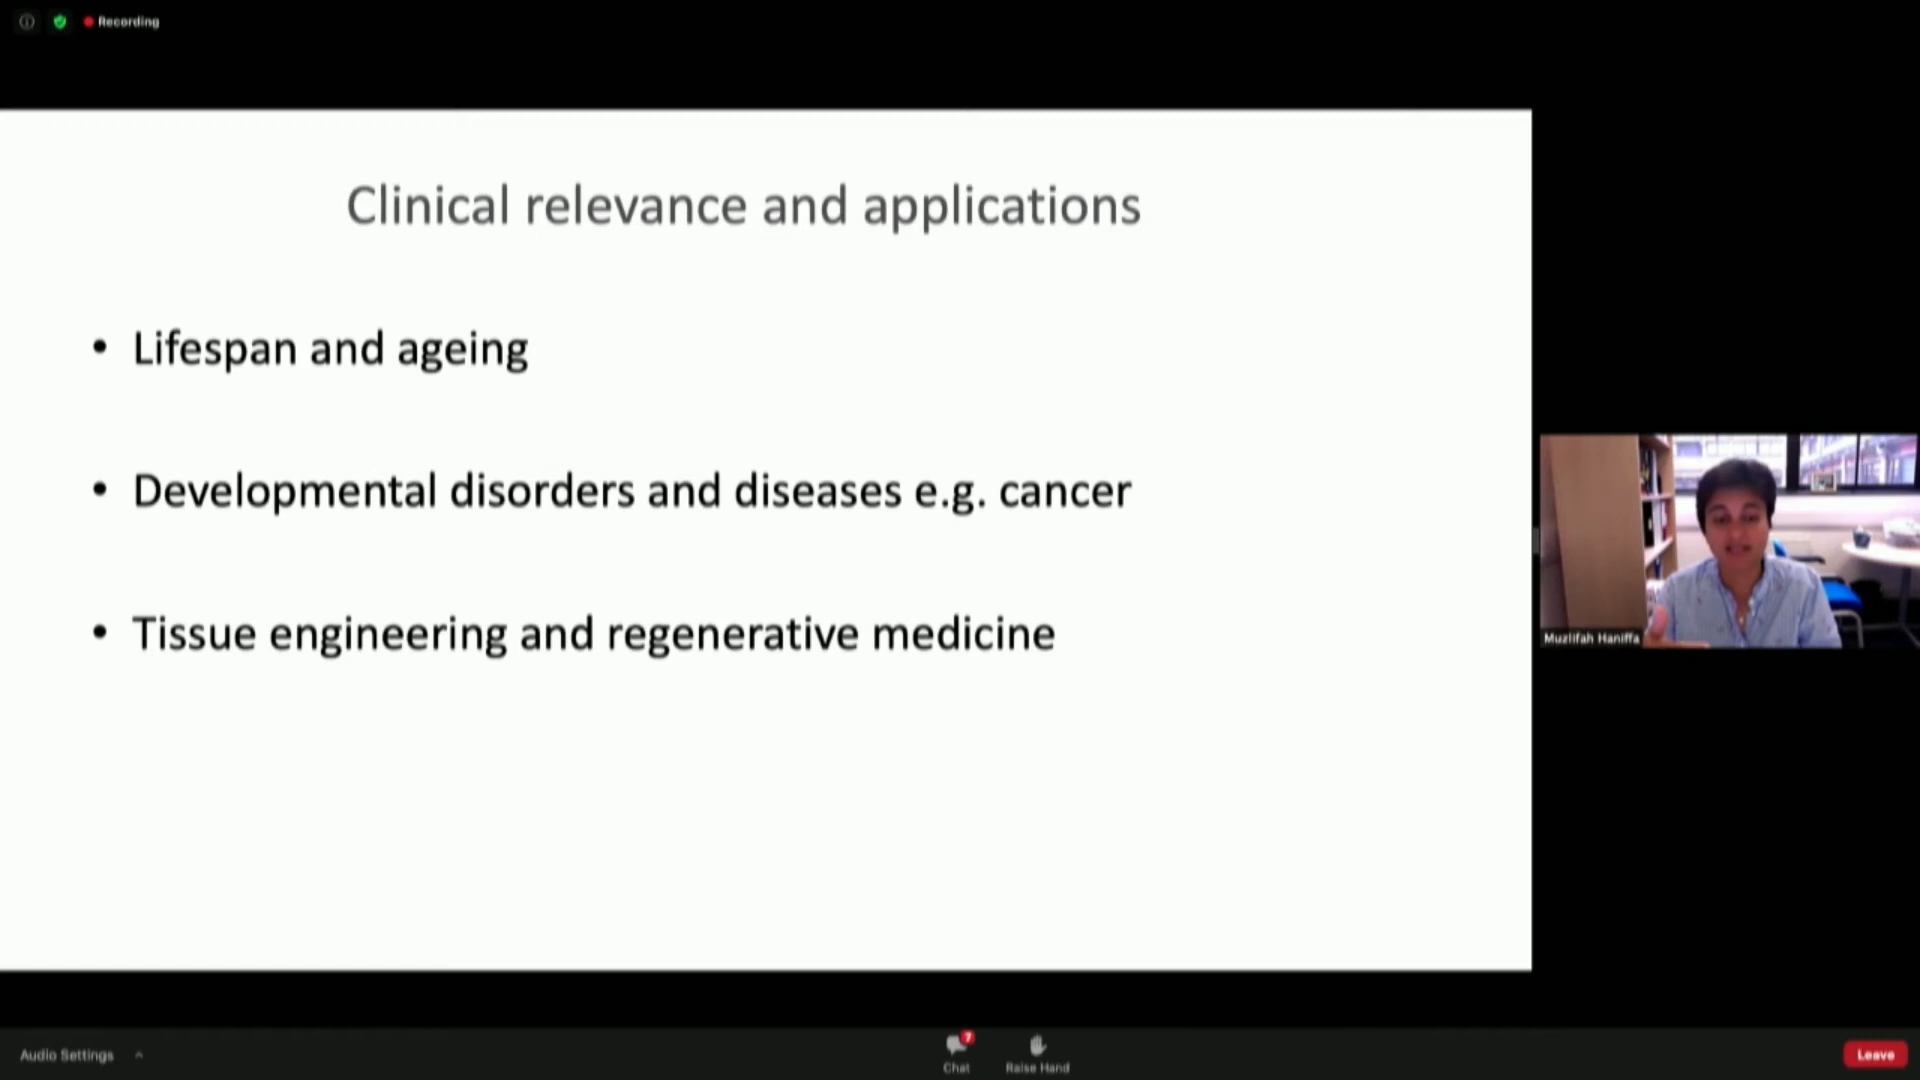 Recording
Clinical relevance and applications
• Lifespan and ageing
• Developmental disorders and diseases e.g. cancer
• Tissue engineering and regenerative medicine
Muzlifah Haniffa
Audio Settings
7
Chat
Raise Hand
Leave